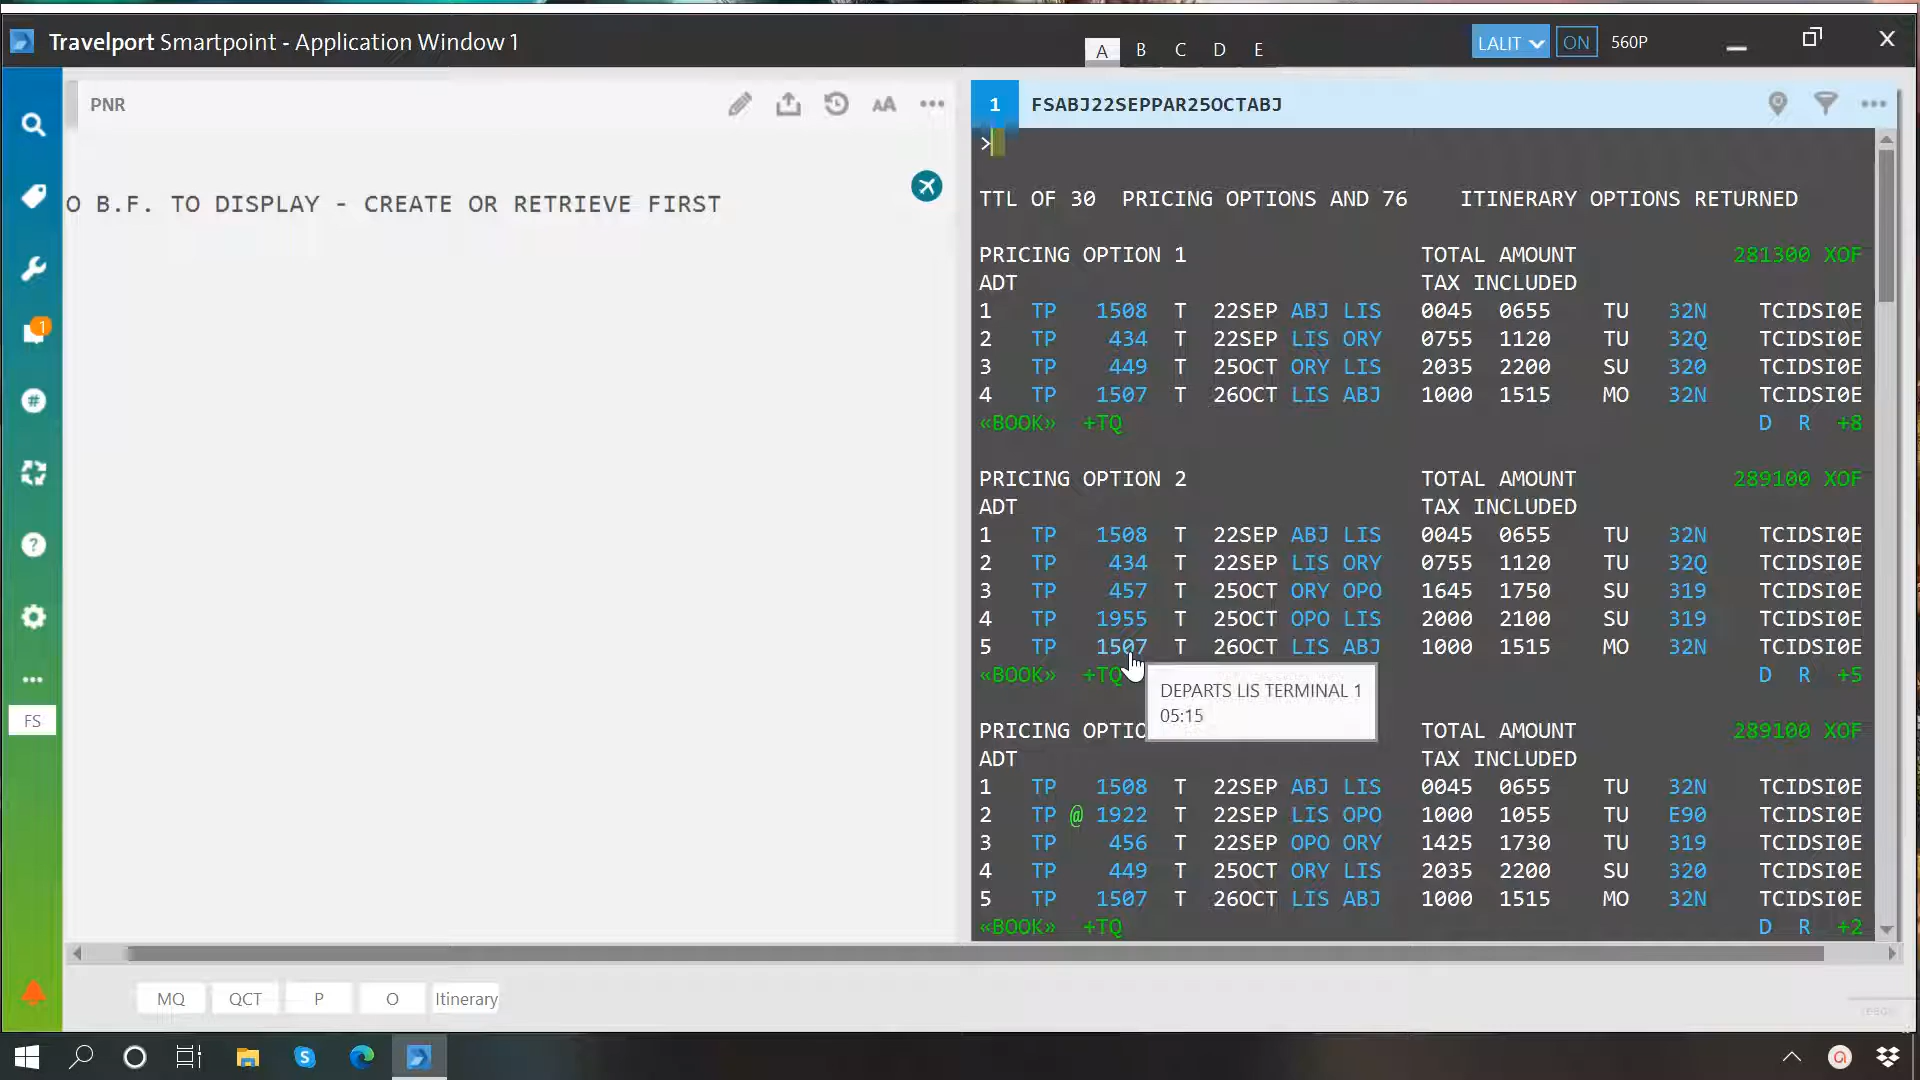 Travelport Smartpoint - Application Window 1
A B C D E
LALIT ON 560P
PNR
AA
1 FSABJ22SEPPAR25OCTABJ
>
O B.F. TO DISPLAY - CREATE OR RETRIEVE FIRST
1
#
?
FS
TTL OF 30 PRICING OPTIONS AND 76 ITINERARY OPTIONS RETURNED
PRICING OPTION 1 TOTAL AMOUNT 281300 XOF
ADT TAX INCLUDED
1 TP 1508 T 22SEP ABJ LIS 0045 0655 TU 32N TCIDSI0E
2 TP 434 T 22SEP LIS ORY 0755 1120 TU 32Q TCIDSI0E
3 TP 449 T 25OCT ORY LIS 2035 2200 SU 320 TCIDSI0E
4 TP 1507 T 26OCT LIS ABJ 1000 1515 MO 32N TCIDSI0E
«BOOK» +TQ D R +8
PRICING OPTION 2 TOTAL AMOUNT 289100 XOF
ADT TAX INCLUDED
1 TP 1508 T 22SEP ABJ LIS 0045 0655 TU 32N TCIDSI0E
2 TP 434 T 22SEP LIS ORY 0755 1120 TU 32Q TCIDSI0E
3 TP 457 T 25OCT ORY OPO 1645 1750 SU 319 TCIDSI0E
4 TP 1955 T 25OCT OPO LIS 2000 2100 SU 319 TCIDSI0E
5 TP 1507 T 26OCT LIS ABJ 1000 1515 MO 32N TCIDSI0E
«BOOK» +TQ D R +5
DEPARTS LIS TERMINAL 1
05:15
PRICING OPTIO TOTAL AMOUNT 289100 XOF
ADT TAX INCLUDED
1 TP 1508 T 22SEP ABJ LIS 0045 0655 TU 32N TCIDSI0E
2 TP @ 1922 T 22SEP LIS OPO 1000 1055 TU E90 TCIDSI0E
3 TP 456 T 22SEP OPO ORY 1425 1730 TU 319 TCIDSI0E
4 TP 449 T 25OCT ORY LIS 2035 2200 SU 320 TCIDSI0E
5 TP 1507 T 26OCT LIS ABJ 1000 1515 MO 32N TCIDSI0E
«BOOK» +TQ D R +2
MQ QCT P O Itinerary